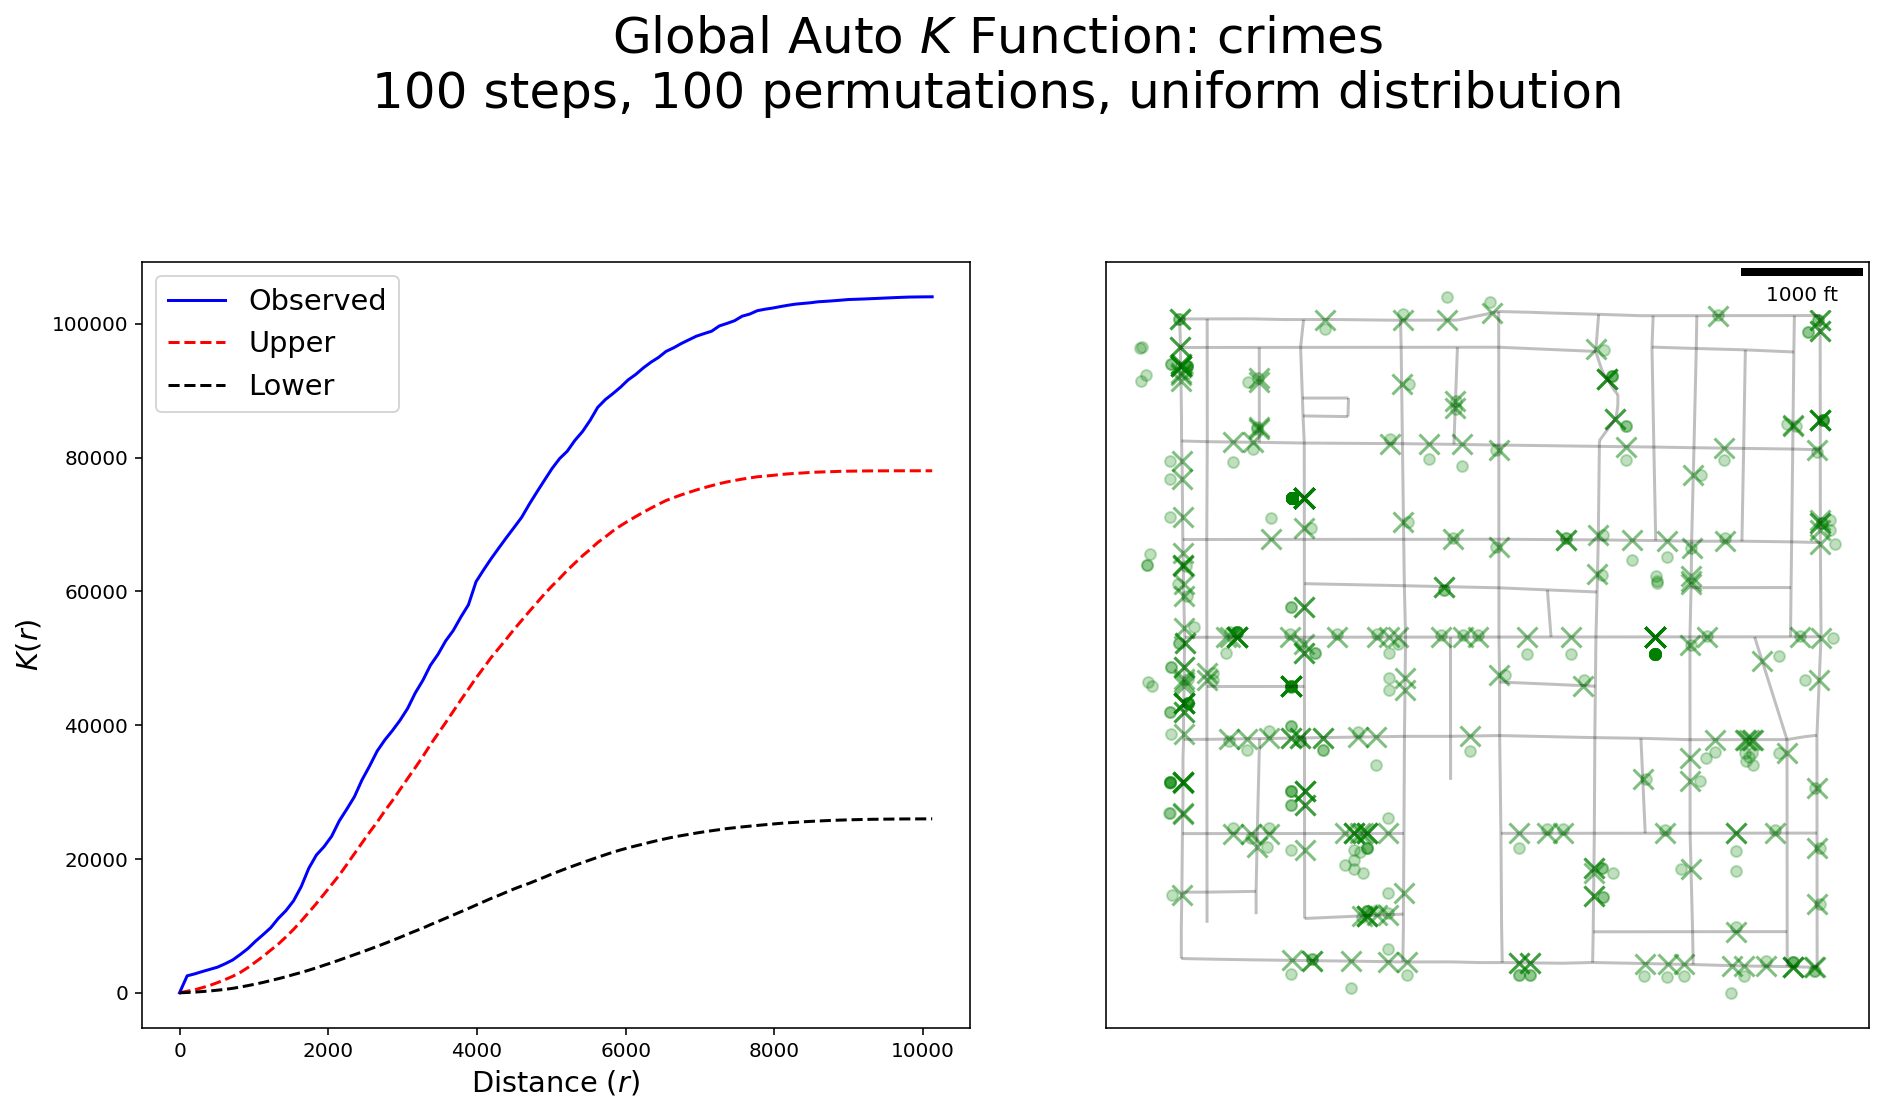 Global Auto K Function: crimes
100 steps, 100 permutations, uniform distribution
Observed
Upper
Lower
100000
80000
60000
40000
20000
0
K(r)
0 2000 4000 6000 8000 10000
Distance (r)
1000 ft